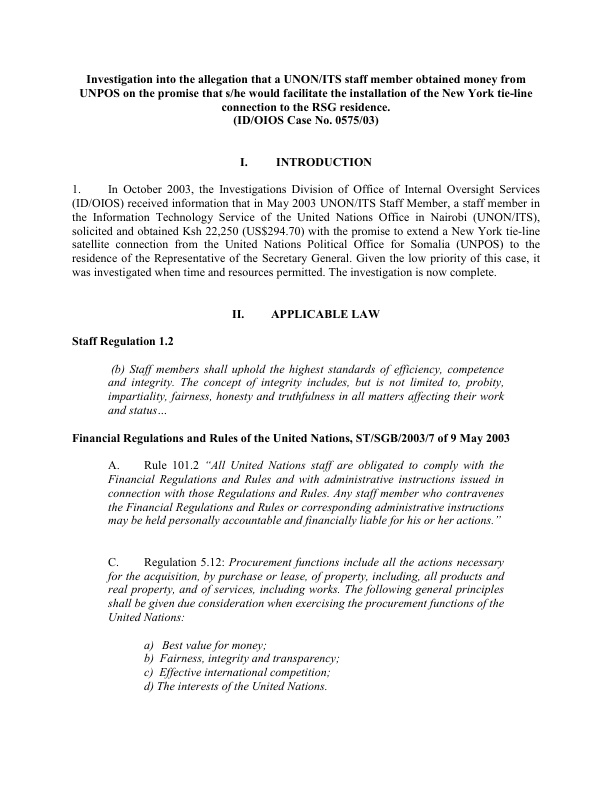 Investigation into the allegation that a UNON/ITS staff member obtained money from
UNPOS on the promise that s/he would facilitate the installation of the New York tie-line
connection to the RSG residence.
(ID/OIOS Case No. 0575/03)
I. INTRODUCTION
1. In October 2003, the Investigations Division of Office of Internal Oversight Services
(ID/OIOS) received information that in May 2003 UNON/ITS Staff Member, a staff member in
the Information Technology Service of the United Nations Office in Nairobi (UNON/ITS),
solicited and obtained Ksh 22,250 (US$294.70) with the promise to extend a New York tie-line
satellite connection from the United Nations Political Office for Somalia (UNPOS) to the
residence of the Representative of the Secretary General. Given the low priority of this case, it
was investigated when time and resources permitted. The investigation is now complete.
II. APPLICABLE LAW
Staff Regulation 1.2
(b) Staff members shall uphold the highest standards of efficiency, competence
and integrity. The concept of integrity includes, but is not limited to, probity,
impartiality, fairness, honesty and truthfulness in all matters affecting their work
and status…
Financial Regulations and Rules of the United Nations, ST/SGB/2003/7 of 9 May 2003
A. Rule 101.2 “All United Nations staff are obligated to comply with the
Financial Regulations and Rules and with administrative instructions issued in
connection with those Regulations and Rules. Any staff member who contravenes
the Financial Regulations and Rules or corresponding administrative instructions
may be held personally accountable and financially liable for his or her actions.”
C. Regulation 5.12: Procurement functions include all the actions necessary
for the acquisition, by purchase or lease, of property, including, all products and
real property, and of services, including works. The following general principles
shall be given due consideration when exercising the procurement functions of the
United Nations:
a) Best value for money;
b) Fairness, integrity and transparency;
c) Effective international competition;
d) The interests of the United Nations.